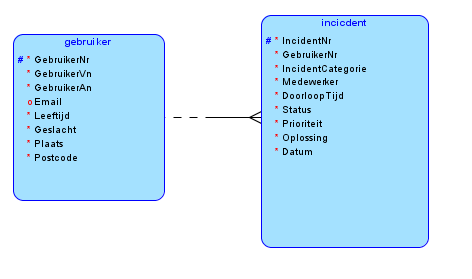 gebruiker
# * GebruikerNr
* GebruikerVn
* GebruikerAn
o Email
* Leeftijd
* Geslacht
* Plaats
* Postcode
incicdent
# * IncidentNr
* GebruikerNr
* IncidentCategorie
* Medewerker
* DoorloopTijd
* Status
* Prioriteit
* Oplossing
* Datum